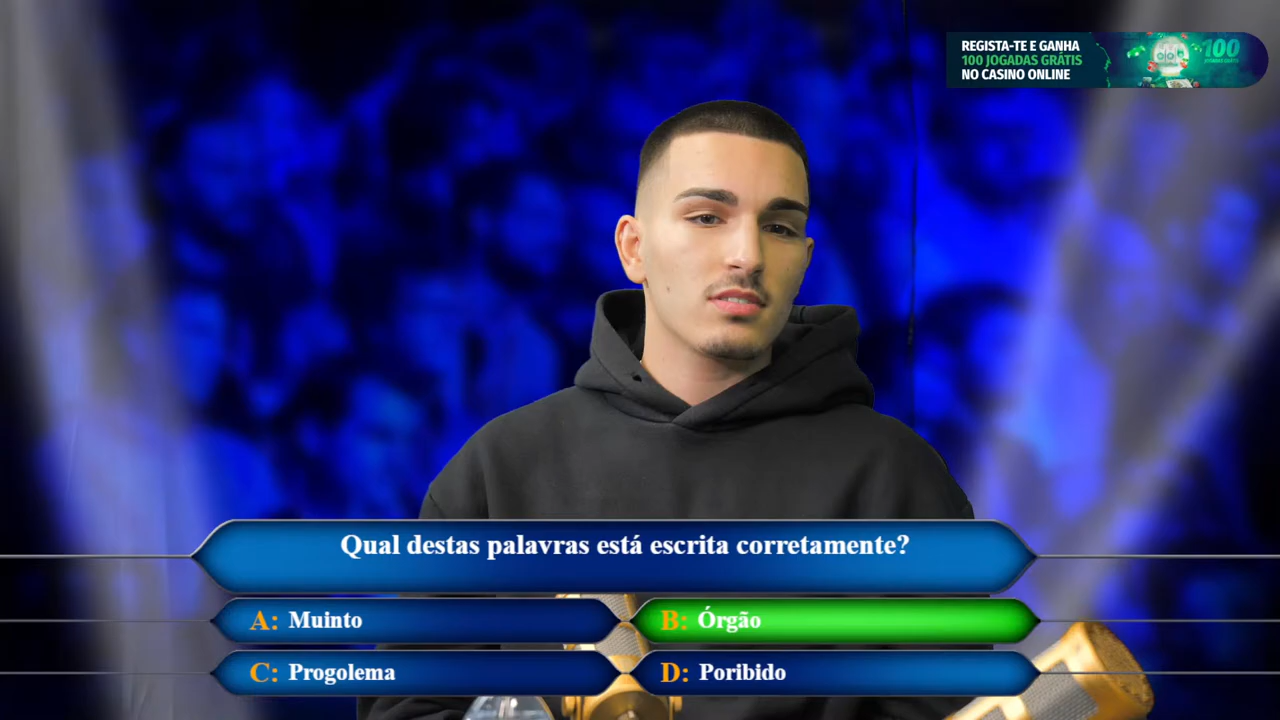 REGISTA-TE E GANHA
100 JOGADAS GRÁTIS
NO CASINO ONLINE
100
Qual destas palavras está escrita corretamente?
A: Muinto
B: Órgão
C: Progolema
D: Poribido